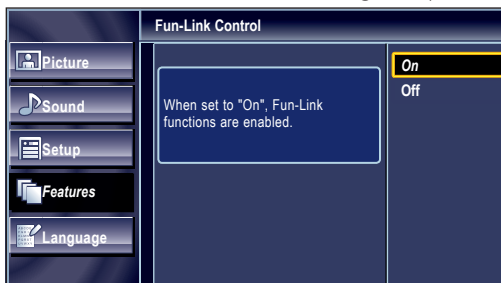 Fun-Link Control
Picture
Sound
Setup
Features
Language
When set to "On", Fun-Link
functions are enabled.
On
Off